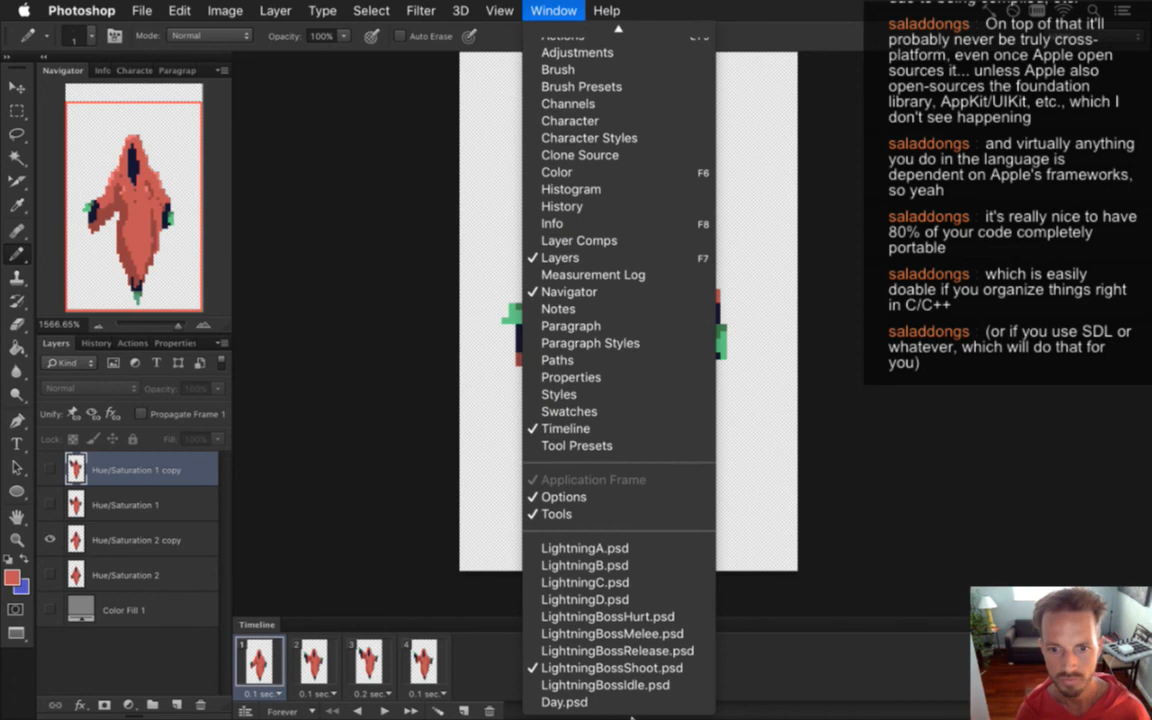 Photoshop File Edit Image Layer Type Select Filter 3D View Window Help
1 Mode: Normal Opacity: 100% Auto Erase
Navigator Info Characte Paragrap
1566.65%
Layers History Actions Properties
Kind
Normal Opacity: 100%
Unify: Propagate Frame 1
Lock: Fill: 100%
Hue/Saturation 1 copy
Hue/Saturation 1
Hue/Saturation 2 copy
Hue/Saturation 2
Color Fill 1
Adjustments
Brush
Brush Presets
Channels
Character
Character Styles
Clone Source
Color F6
Histogram
History
Info F8
Layer Comps
Layers F7
Measurement Log
Navigator
Notes
Paragraph
Paragraph Styles
Paths
Properties
Styles
Swatches
Timeline
Tool Presets
Application Frame
Options
Tools
LightningA.psd
LightningB.psd
LightningC.psd
LightningD.psd
LightningBossHurt.psd
LightningBossMelee.psd
LightningBossRelease.psd
LightningBossShoot.psd
LightningBossIdle.psd
Day.psd
Timeline
1 2 3 4
0.1 sec. 0.1 sec. 0.2 sec. 0.1 sec.
Forever
saladdongs : On top of that it'll
probably never be truly cross-
platform, even once Apple open
sources it... unless Apple also
open-sources the foundation
library, AppKit/UIKit, etc., which I
don't see happening
saladdongs : and virtually anything
you do in the language is
dependent on Apple's frameworks,
so yeah
saladdongs : it's really nice to have
80% of your code completely
portable
saladdongs : which is easily
doable if you organize things right
in C/C++
saladdongs : (or if you use SDL or
whatever, which will do that for
you)